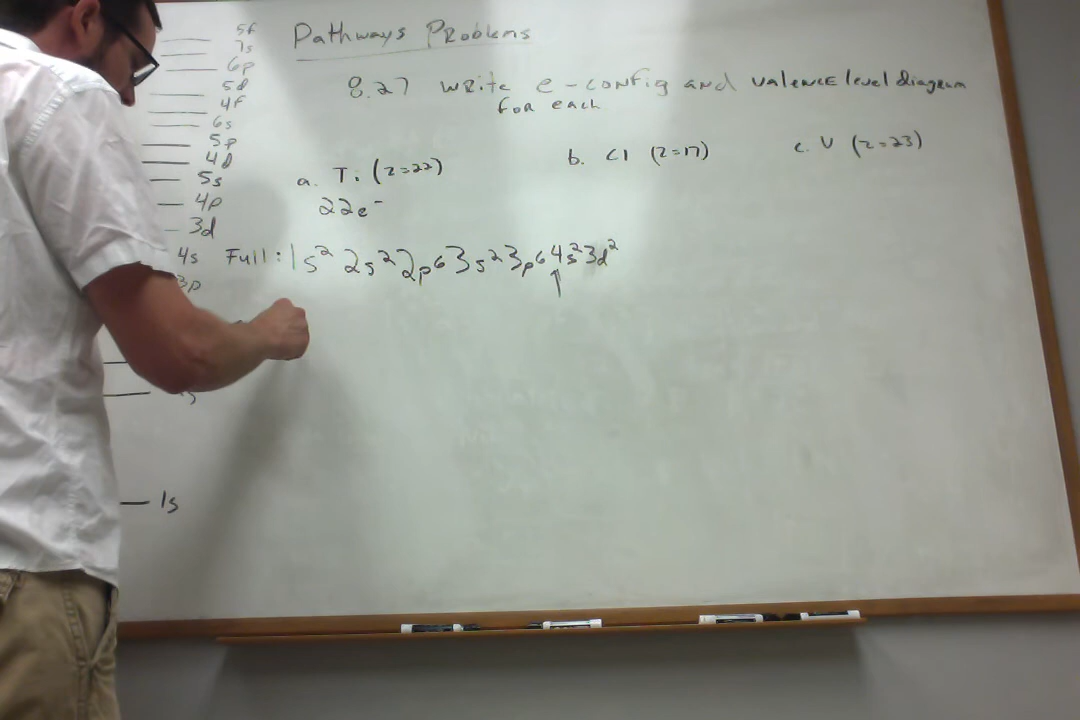 Pathways Problems
8.27 write e-config and valence level diagram
for each
a. Ti (z=22)
b. Cl (z=17)
c. V (z=23)
22e⁻
Full: 1s² 2s² 2p⁶ 3s² 3p⁶ 4s² 3d²
5f
7s
6p
5d
4f
6s
5p
4d
5s
4p
3d
4s
3p
1s